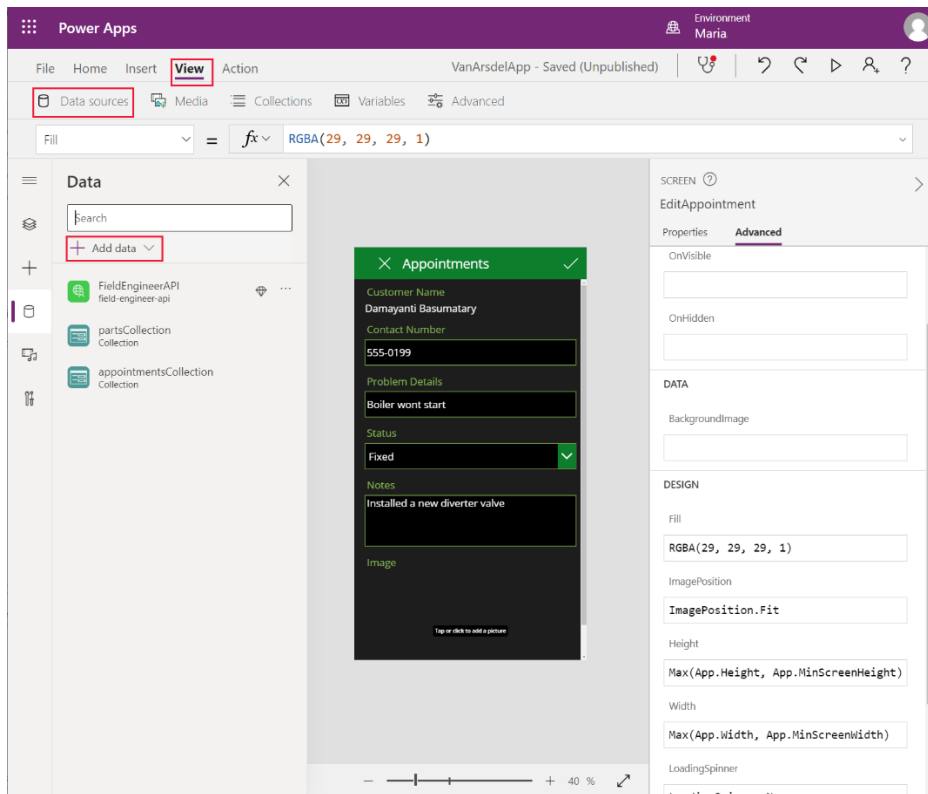 Power Apps
Environment
Maria
File Home Insert View Action VanArsdelApp - Saved (Unpublished) ?
Data sources Media Collections Variables Advanced
Fill = fx RGBA(29, 29, 29, 1)
Data
Search
Add data
FieldEngineerAPI
field-engineer-api
partsCollection
Collection
appointmentsCollection
Collection
Appointments
Customer Name
Damayanti Basumatary
Contact Number
555-0199
Problem Details
Boiler wont start
Status
Fixed
Notes
Installed a new diverter valve
Image
Tap or click to add a picture
40 %
SCREEN ?
EditAppointment
Properties Advanced
OnVisible
OnHidden
DATA
BackgroundImage
DESIGN
Fill
RGBA(29, 29, 29, 1)
ImagePosition
ImagePosition.Fit
Height
Max(App.Height, App.MinScreenHeight)
Width
Max(App.Width, App.MinScreenWidth)
LoadingSpinner